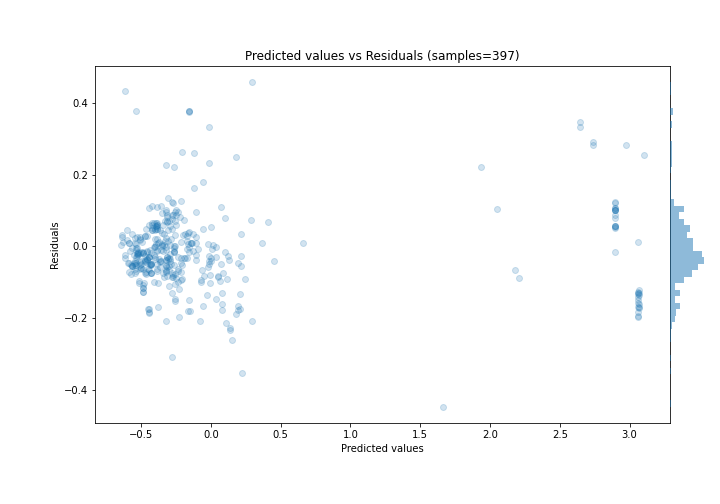 Predicted values vs Residuals (samples=397)
0.4
0.2
0.0
−0.2
−0.4
Residuals
−0.5 0.0 0.5 1.0 1.5 2.0 2.5 3.0
Predicted values